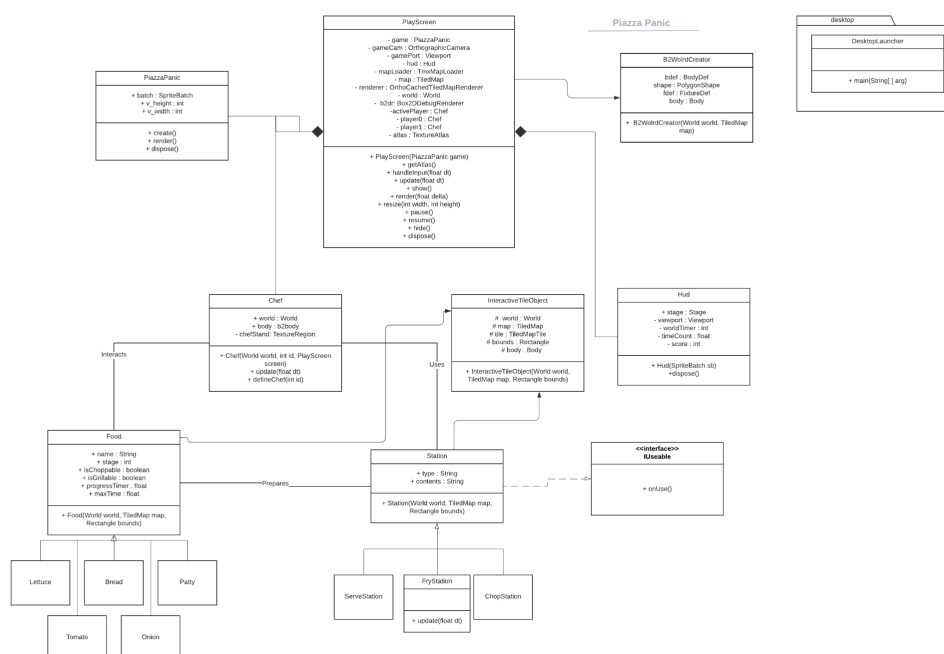 Piazza Panic
PlayScreen
- game : PiazzaPanic
- gameCam : OrthographicCamera
- gamePort : Viewport
- hud : Hud
- mapLoader : TmxMapLoader
- map : TiledMap
- renderer : OrthoCachedTiledMapRenderer
- world : World
- b2dr: Box2DDebugRenderer
-activePlayer : Chef
- player0 : Chef
- player1 : Chef
- atlas : TextureAtlas
+ PlayScreen(PiazzaPanic game)
+ getAtlas()
+ handleInput(float dt)
+ update(float dt)
+ show()
+ render(float delta)
+ resize(int width, int height)
+ pause()
+ resume()
+ hide()
+ dispose()
desktop
DesktopLauncher
+ main(String[ ] arg)
B2WolrdCreator
bdef : BodyDef
shape : PolygonShape
fdef : FixtureDef
body : Body
+ B2WolrdCreator(World world, TiledMap
map)
PiazzaPanic
+ batch : SpriteBatch
+ v_height : int
+ v_width : int
+ create()
+ render()
+ dispose()
Chef
+ world : World
+ body : b2body
- chefStand: TextureRegion
+ Chef(World world, int id, PlayScreen
screen)
+ update(float dt)
+ defineChef(int id)
InteractiveTileObject
# world : World
# map : TiledMap
# tile : TiledMapTile
# bounds : Rectangle
# body : Body
+ InteractiveTileObject(World world,
TiledMap map, Rectangle bounds)
Hud
+ stage : Stage
- viewport : Viewport
- worldTimer : int
- timeCount : float
- score : int
+ Hud(SpriteBatch sb)
+dispose()
Interacts
Uses
Food
+ name : String
+ stage : int
+ isChoppable : boolean
+ isGrillable : boolean
+ progressTimer : float
+ maxTime : float
+ Food(World world, TiledMap map,
Rectangle bounds)
Prepares
Station
+ type : String
+ contents : String
+ Station(World world, TiledMap map,
Rectangle bounds)
<<interface>>
IUseable
+ onUse()
Lettuce
Bread
Patty
Tomato
Onion
ServeStation
FryStation
+ update(float dt)
ChopStation